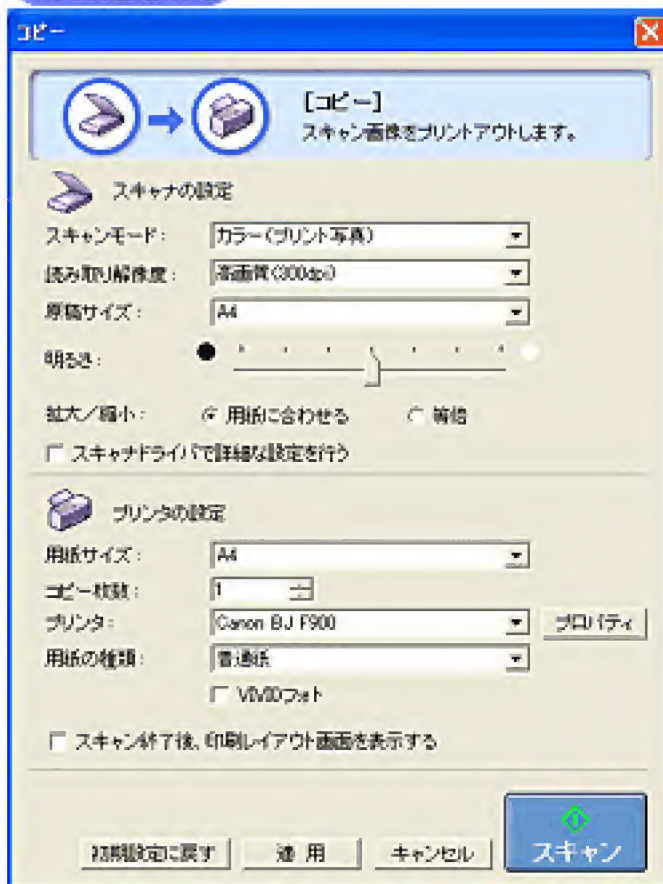 コピー
[コピー]
スキャン画像をプリントアウトします。
スキャナの設定
スキャンモード： カラー(プリント写真)
読み取り解像度： 高画質(300dpi)
原稿サイズ： A4
明るさ：
拡大／縮小： 用紙に合わせる 等倍
スキャナドライバで詳細な設定を行う
プリンタの設定
用紙サイズ： A4
コピー枚数： 1
プリンタ： Canon BJ F900 プロパティ
用紙の種類： 普通紙
VIVIDフォト
スキャン終了後、印刷レイアウト画面を表示する
初期設定に戻す 適用 キャンセル スキャン